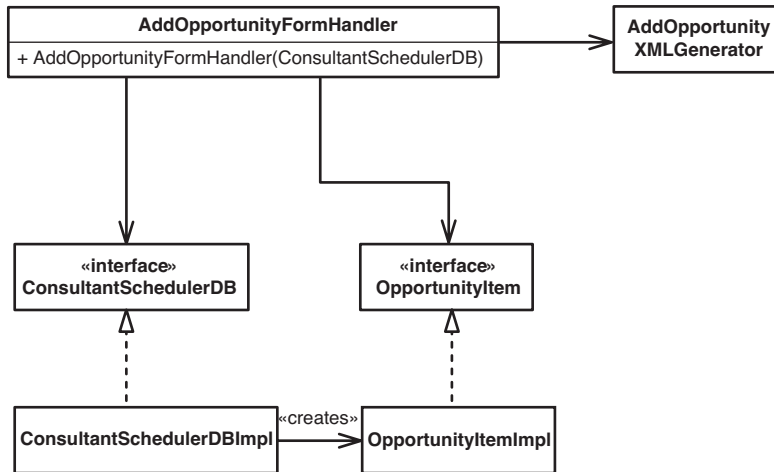 AddOpportunityFormHandler
+ AddOpportunityFormHandler(ConsultantSchedulerDB)
AddOpportunity
XMLGenerator
«interface»
ConsultantSchedulerDB
«interface»
OpportunityItem
ConsultantSchedulerDBImpl
«creates»
OpportunityItemImpl